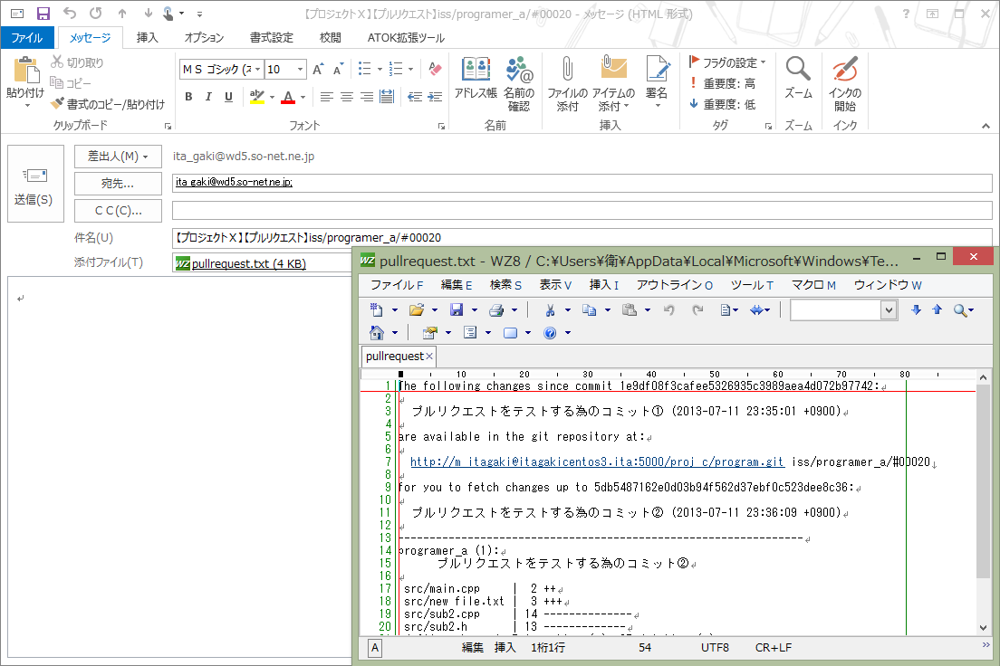 【プロジェクトX】【プルリクエスト】iss/programer_a/#00020 - メッセージ (HTML 形式)
ファイル メッセージ 挿入 オプション 書式設定 校閲 ATOK拡張ツール
貼り付け
切り取り
コピー
書式のコピー/貼り付け
クリップボード
ＭＳ ゴシック (ｽ 10
B I U
フォント
アドレス帳
名前の
確認
名前
ファイルの
添付
アイテムの
添付
署名
挿入
フラグの設定
重要度: 高
重要度: 低
タグ
ズーム
ズーム
インクの
開始
インク
送信(S)
差出人(M) ita_gaki@wd5.so-net.ne.jp
宛先... ita_gaki@wd5.so-net.ne.jp;
ＣＣ(C)...
件名(U) 【プロジェクトX】【プルリクエスト】iss/programer_a/#00020
添付ファイル(T) pullrequest.txt (4 KB)
WZ pullrequest.txt - WZ8 / C:¥Users¥衛¥AppData¥Local¥Microsoft¥Windows¥Te...
ファイルF 編集E 検索S 表示V 挿入I アウトラインO ツールT マクロM ウィンドウW
pullrequest
10 20 30 40 50 60 70 80
1 The following changes since commit 1e9df08f3cafee5326935c3989aea4d072b97742:
2
3 プルリクエストをテストする為のコミット① (2013-07-11 23:35:01 +0900)
4
5 are available in the git repository at:
6
7 http://m_itagaki@itagakicentos3.ita:5000/proj_c/program.git iss/programer_a/#00020
8
9 for you to fetch changes up to 5db5487162e0d03b94f562d37ebf0c523dee8c36:
10
11 プルリクエストをテストする為のコミット② (2013-07-11 23:36:09 +0900)
12
13 ----------------------------------------------------------------
14 programer_a (1):
15 プルリクエストをテストする為のコミット②
16
17 src/main.cpp | 2 ++
18 src/new_file.txt | 3 +++
19 src/sub2.cpp | 14 --------------
20 src/sub2.h | 13 -------------
A 編集 挿入 1桁1行 54 UTF8 CR+LF